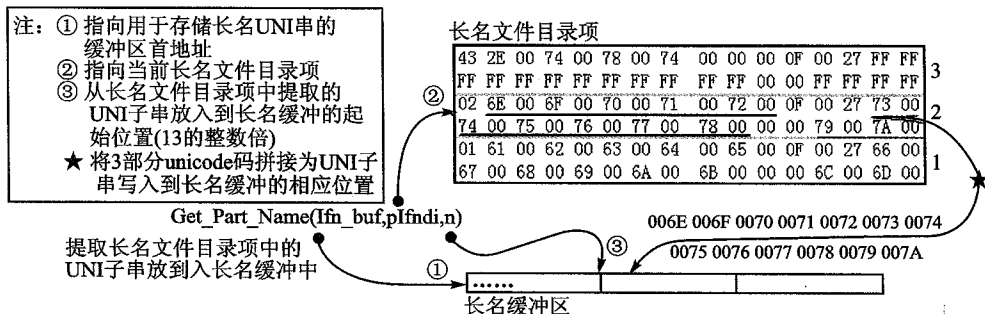 注：① 指向用于存储长名UNI串的
缓冲区首地址
② 指向当前长名文件目录项
③ 从长名文件目录项中提取的
UNI子串放入到长名缓冲的起
始位置(13的整数倍)
★ 将3部分unicode码拼接为UNI子
串写入到长名缓冲的相应位置
长名文件目录项
43 2E 00 74 00 78 00 74 00 00 00 0F 00 27 FF FF
FF FF FF FF FF FF FF FF FF FF 00 00 FF FF FF FF
3
②
02 6E 00 6F 00 70 00 71 00 72 00 0F 00 27 73 00
74 00 75 00 76 00 77 00 78 00 00 00 79 00 7A 00
2
01 61 00 62 00 63 00 64 00 65 00 0F 00 27 66 00
67 00 68 00 69 00 6A 00 6B 00 00 00 6C 00 6D 00
1
★
Get_Part_Name(lfn_buf,plfndi,n)
006E 006F 0070 0071 0072 0073 0074
0075 0076 0077 0078 0079 007A
提取长名文件目录项中的
UNI子串放到入长名缓冲中
③
①
......
长名缓冲区